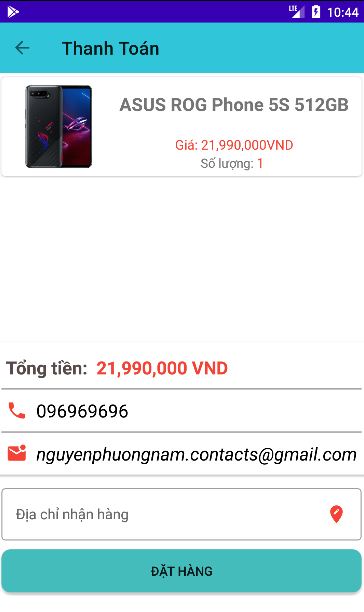 LTE 10:44
Thanh Toán
ASUS ROG Phone 5S 512GB
Giá: 21,990,000VND
Số lượng: 1
Tổng tiền: 21,990,000 VND
096969696
nguyenphuongnam.contacts@gmail.com
Địa chỉ nhận hàng
ĐẶT HÀNG